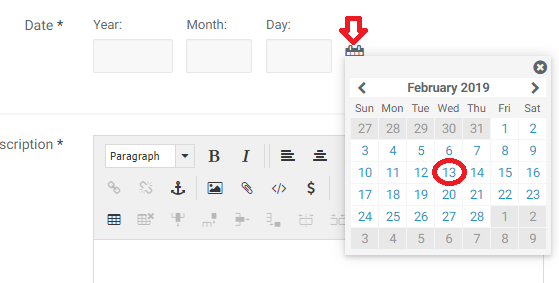 Date *
Year:
Month:
Day:
February 2019
Sun Mon Tue Wed Thu Fri Sat
27 28 29 30 31 1 2
3 4 5 6 7 8 9
10 11 12 13 14 15 16
17 18 19 20 21 22 23
24 25 26 27 28 1 2
3 4 5 6 7 8 9
scription *
Paragraph
B I